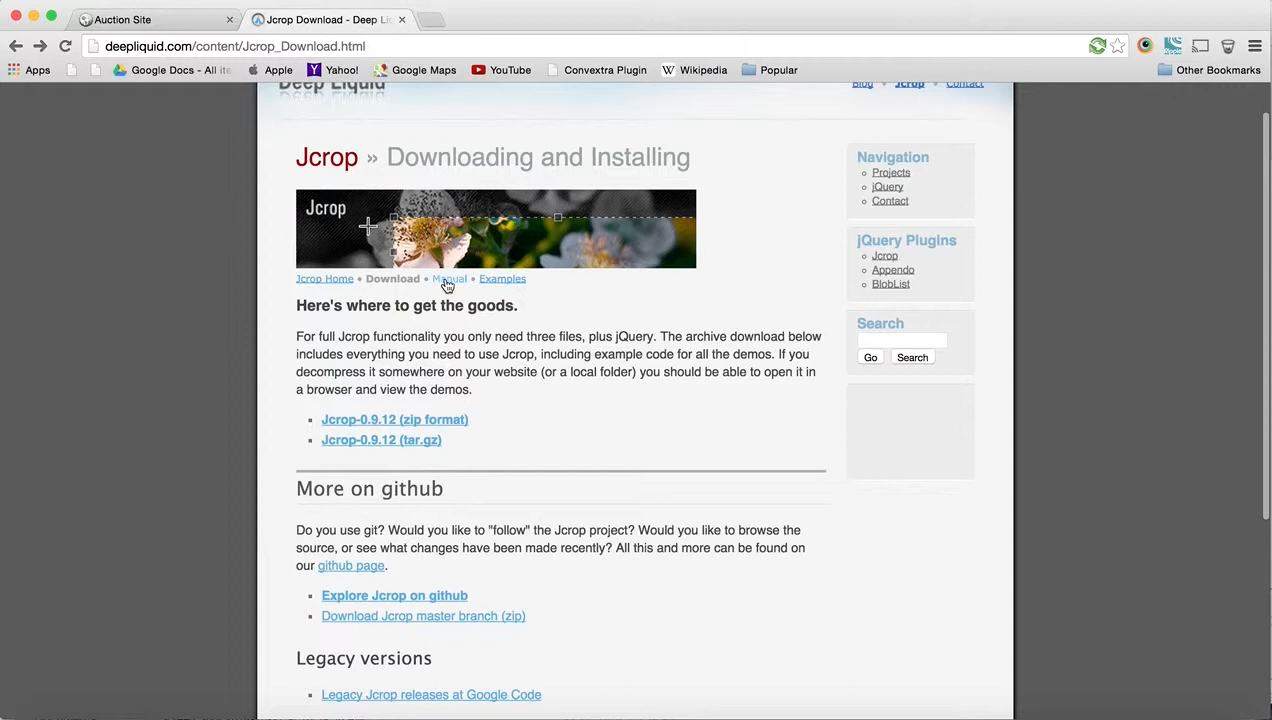 Auction Site
Jcrop Download - Deep Li
deepliquid.com/content/Jcrop_Download.html
Apps
Google Docs - All ite
Apple
Yahoo!
Google Maps
YouTube
Convextra Plugin
Wikipedia
Popular
Other Bookmarks
Deep Liquid
Blog • Jcrop • Contact
Jcrop » Downloading and Installing
Jcrop
Jcrop Home • Download • Manual • Examples
Here's where to get the goods.
For full Jcrop functionality you only need three files, plus jQuery. The archive download below
includes everything you need to use Jcrop, including example code for all the demos. If you
decompress it somewhere on your website (or a local folder) you should be able to open it in
a browser and view the demos.
Jcrop-0.9.12 (zip format)
Jcrop-0.9.12 (tar.gz)
More on github
Do you use git? Would you like to "follow" the Jcrop project? Would you like to browse the
source, or see what changes have been made recently? All this and more can be found on
our github page.
Explore Jcrop on github
Download Jcrop master branch (zip)
Legacy versions
Legacy Jcrop releases at Google Code
Navigation
Projects
jQuery
Contact
jQuery Plugins
Jcrop
Appendo
BlobList
Search
Go Search